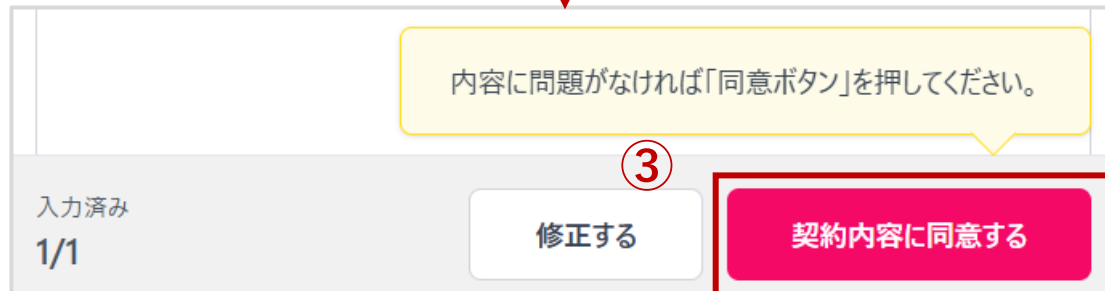 内容に問題がなければ「同意ボタン」を押してください。
③
入力済み
1/1
修正する
契約内容に同意する